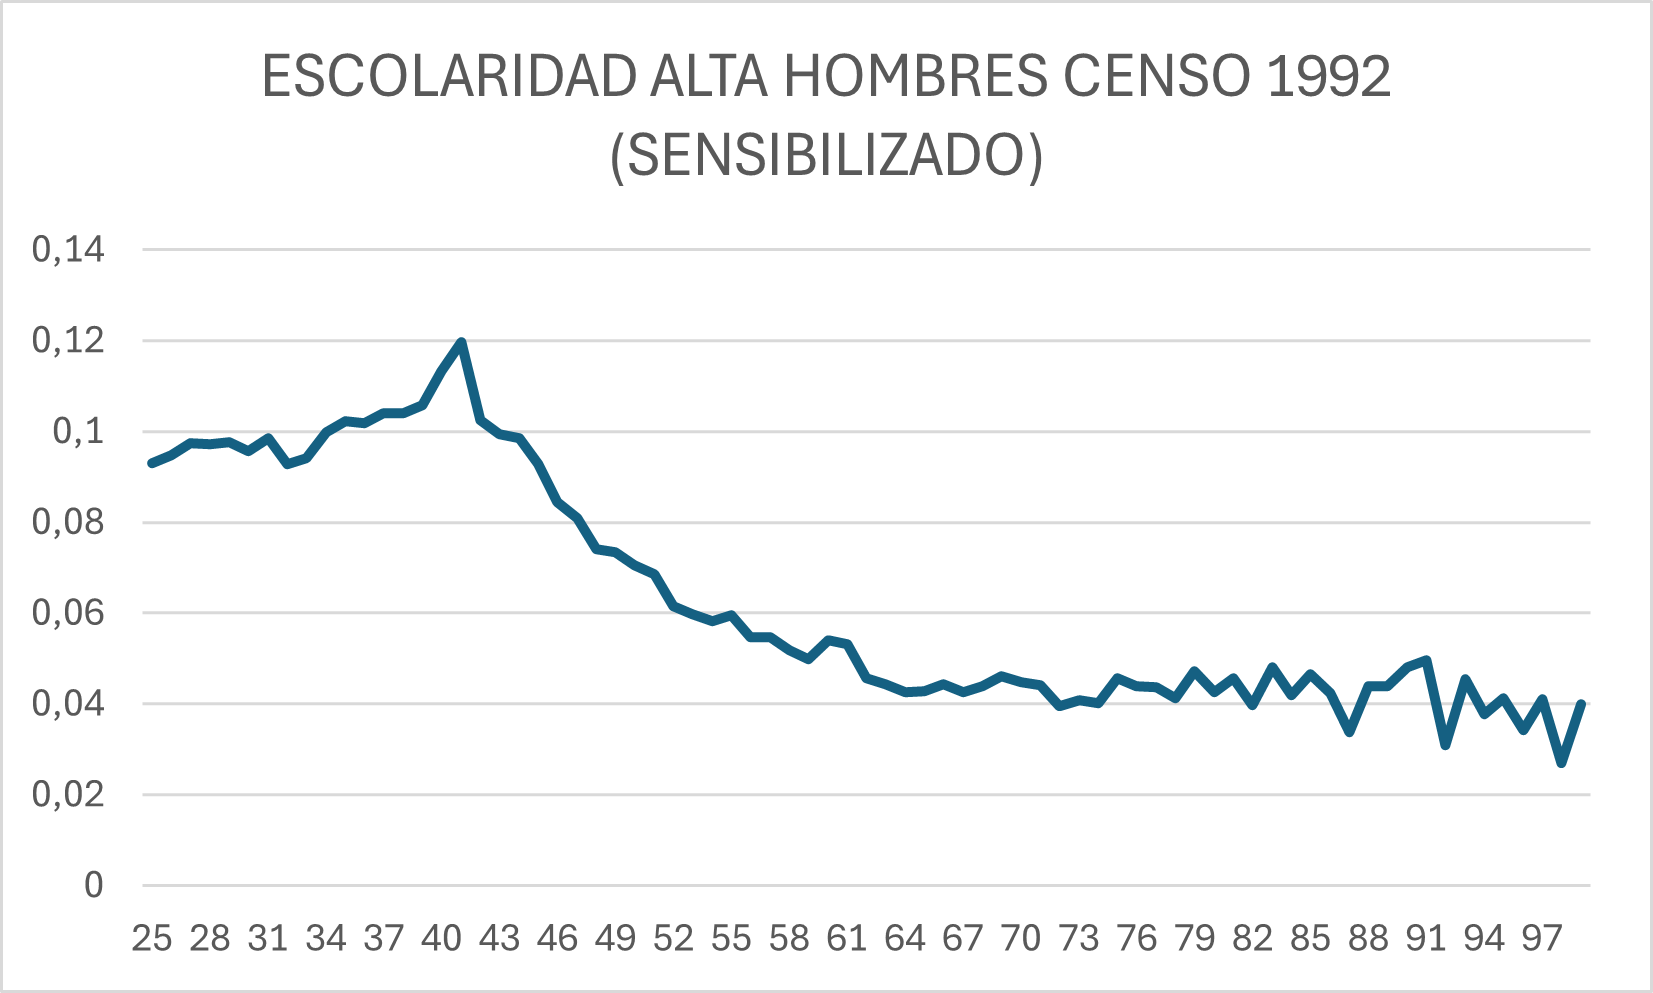 ESCOLARIDAD ALTA HOMBRES CENSO 1992
(SENSIBILIZADO)
0,14
0,12
0,1
0,08
0,06
0,04
0,02
0
25 28 31 34 37 40 43 46 49 52 55 58 61 64 67 70 73 76 79 82 85 88 91 94 97